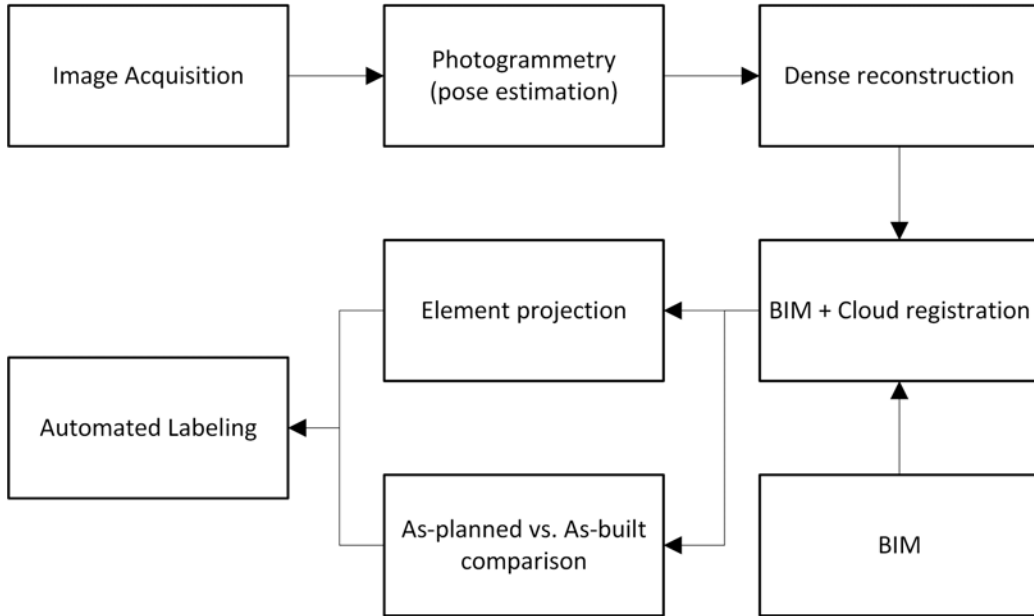 Image Acquisition
Photogrammetry
(pose estimation)
Dense reconstruction
Element projection
BIM + Cloud registration
Automated Labeling
As-planned vs. As-built
comparison
BIM